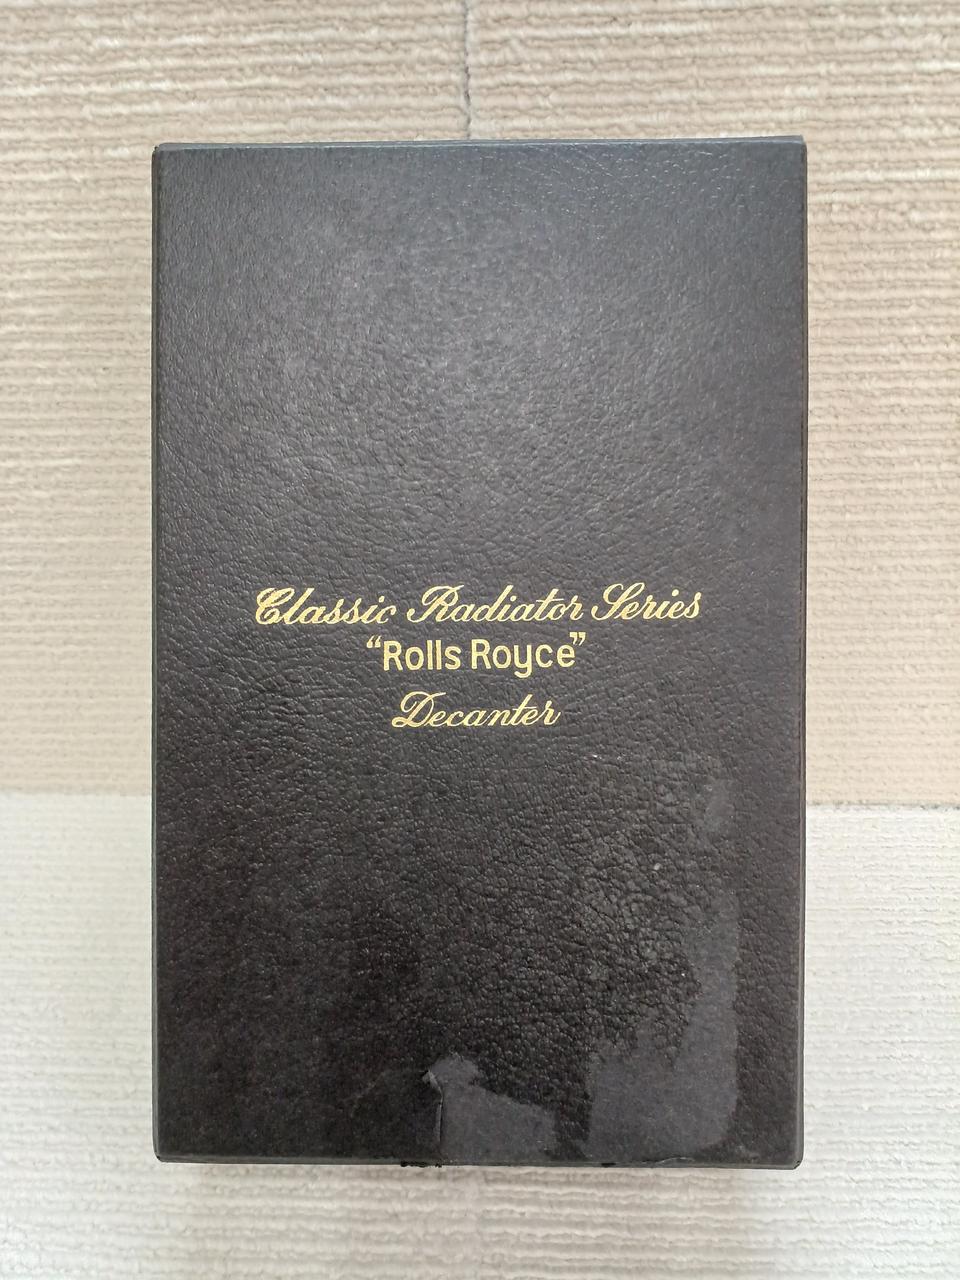 Classic Radiator Series
“Rolls Royce”
Decanter